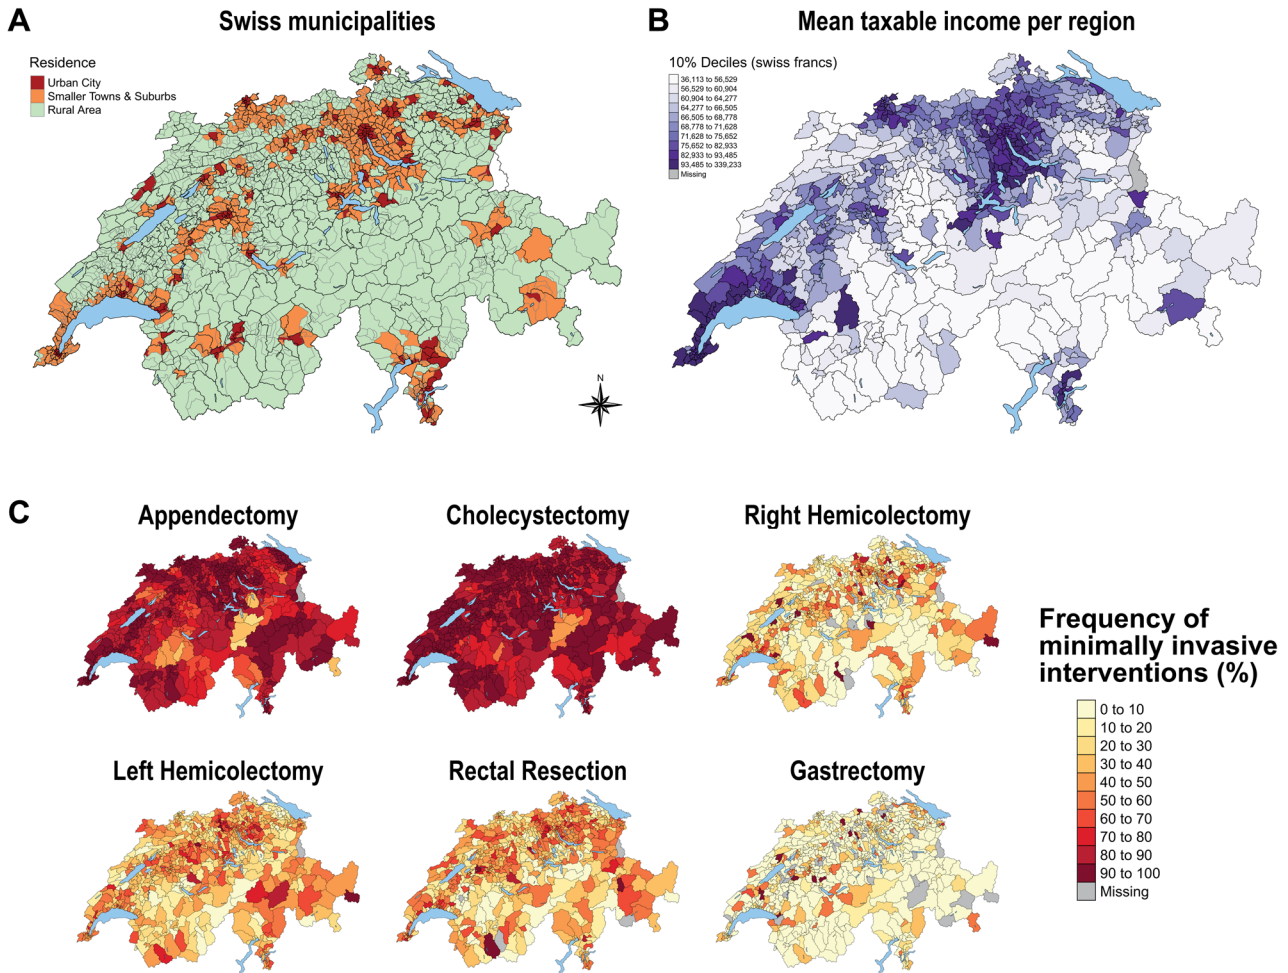 A
Swiss municipalities
Residence
Urban City
Smaller Towns & Suburbs
Rural Area
N
B
Mean taxable income per region
10% Deciles (swiss francs)
36,113 to 56,529
56,529 to 60,904
60,904 to 64,277
64,277 to 66,505
66,505 to 68,778
68,778 to 71,628
71,628 to 75,652
75,652 to 82,933
82,933 to 93,485
93,485 to 339,233
Missing
C
Appendectomy
Cholecystectomy
Right Hemicolectomy
Left Hemicolectomy
Rectal Resection
Gastrectomy
Frequency of
minimally invasive
interventions (%)
0 to 10
10 to 20
20 to 30
30 to 40
40 to 50
50 to 60
60 to 70
70 to 80
80 to 90
90 to 100
Missing